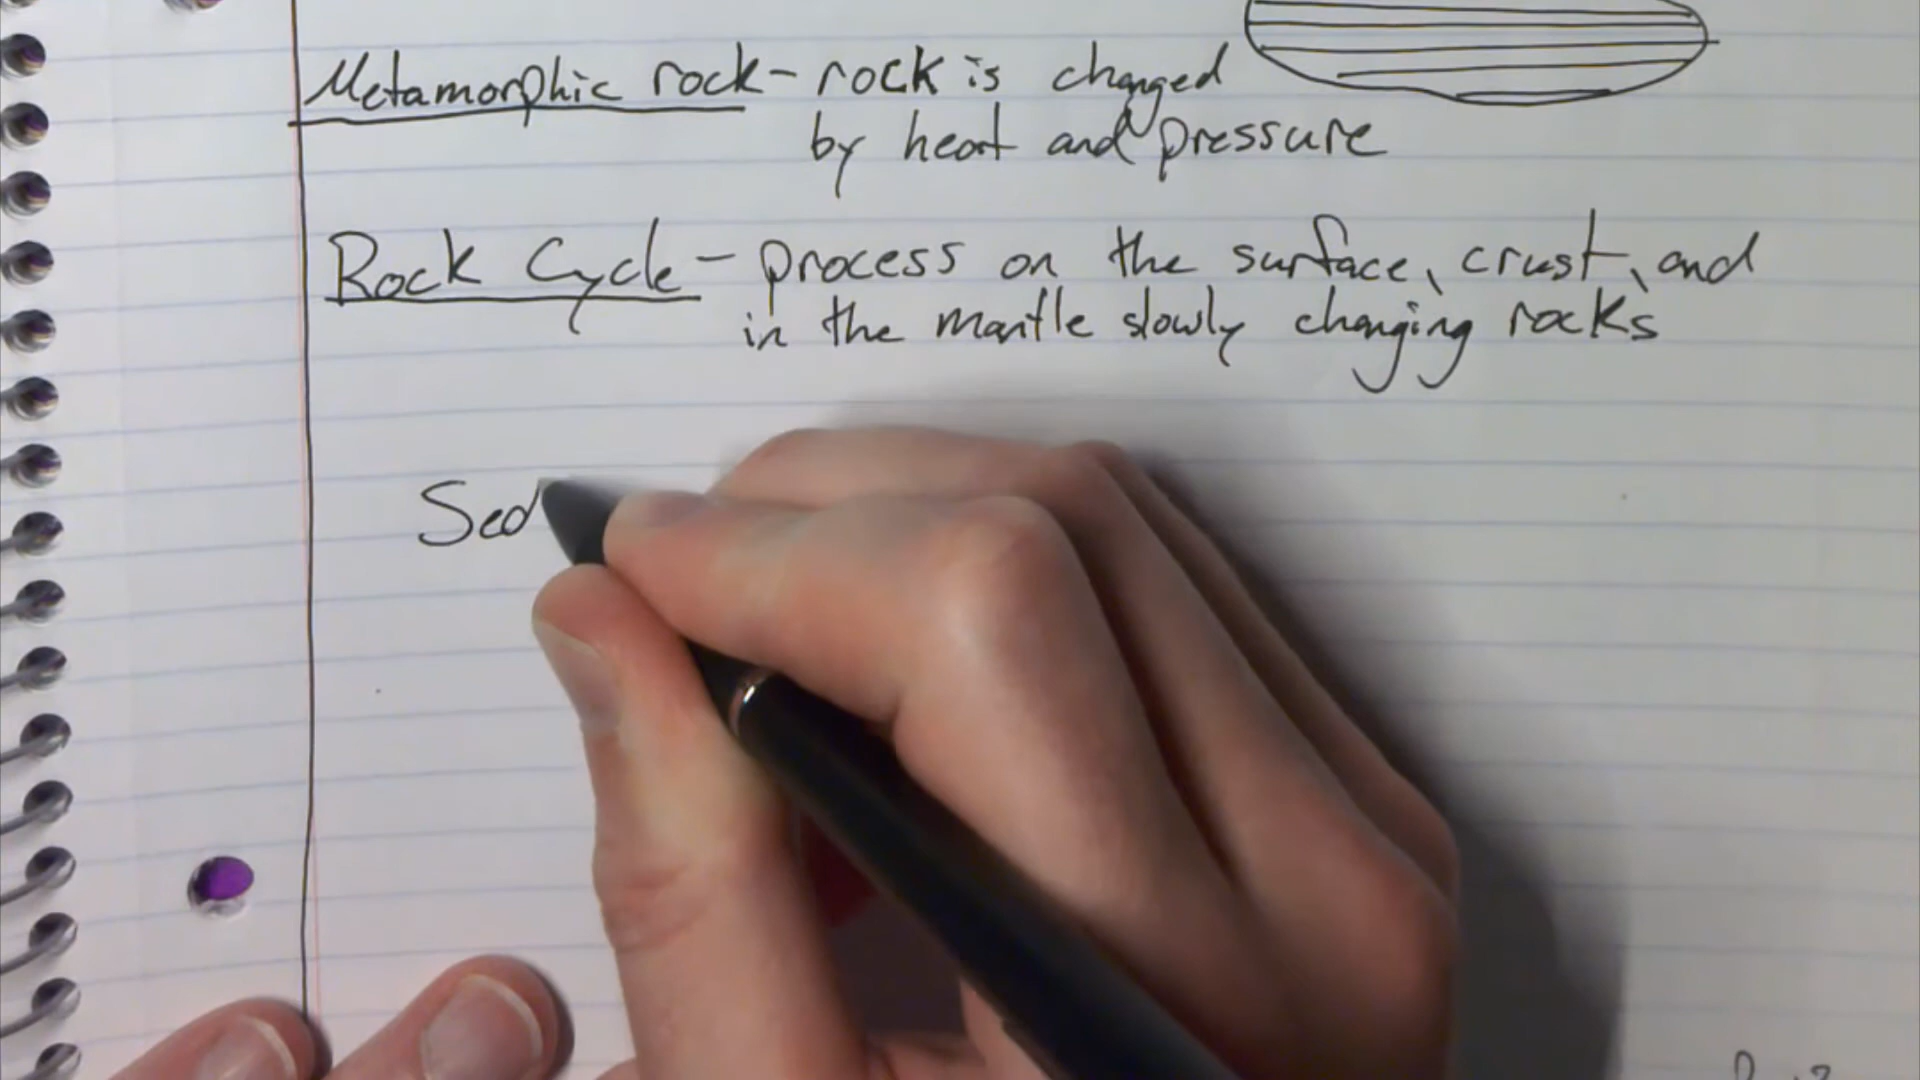 Metamorphic rock - rock is changed
by heat and pressure
Rock Cycle - process on the surface, crust, and
in the mantle slowly changing rocks
Sed